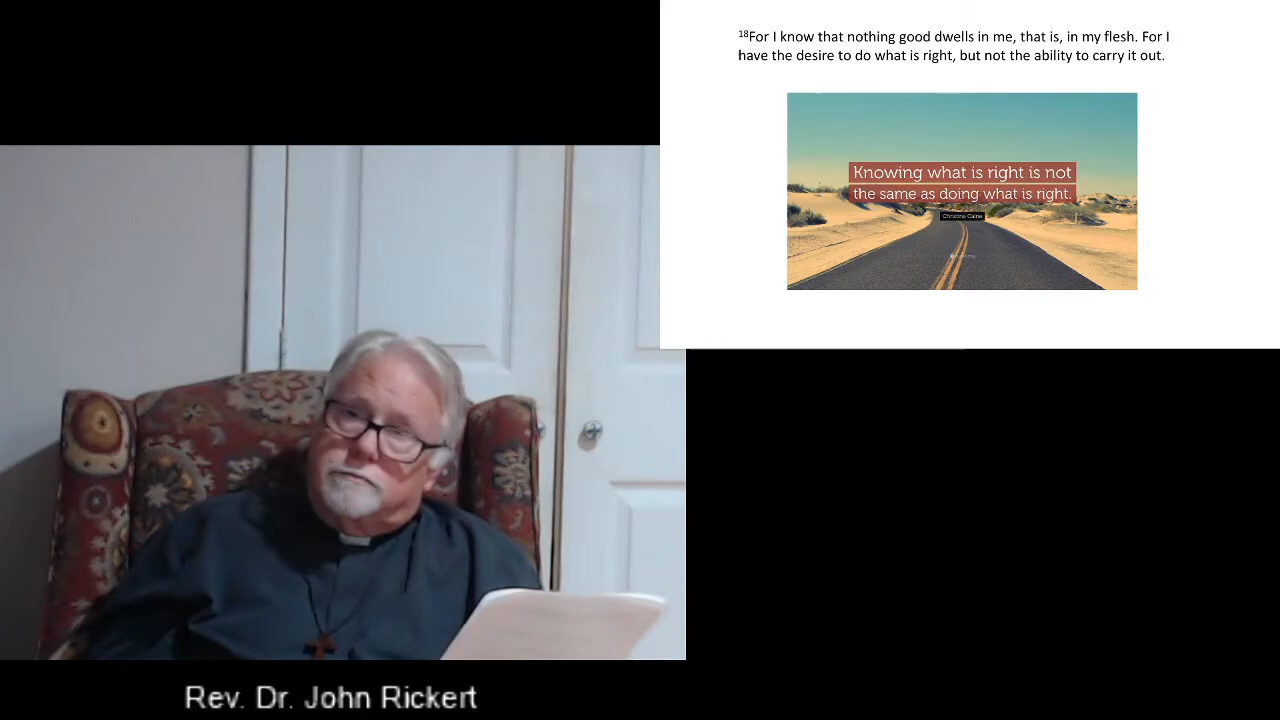 ¹⁸For I know that nothing good dwells in me, that is, in my flesh. For I
have the desire to do what is right, but not the ability to carry it out.
Knowing what is right is not
the same as doing what is right.
Christine Caine
Rev. Dr. John Rickert